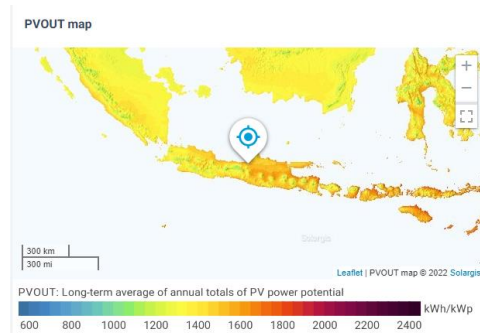 PVOUT map
+
−
Solargis
300 km
300 mi
Leaflet | PVOUT map © 2022 Solargis
PVOUT: Long-term average of annual totals of PV power potential
kWh/kWp
600 800 1000 1200 1400 1600 1800 2000 2200 2400